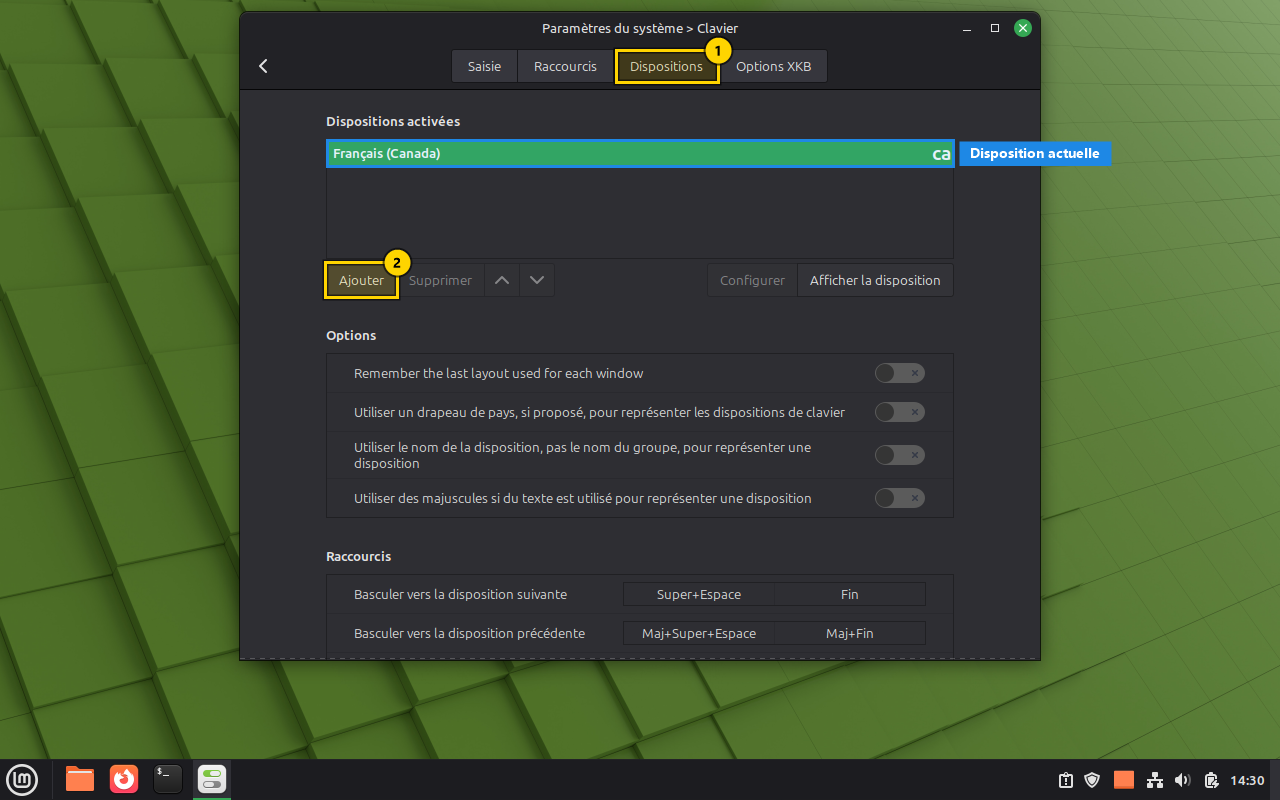 Paramètres du système > Clavier
Saisie
Raccourcis
Dispositions
1
Options XKB
Dispositions activées
Français (Canada)
ca
Disposition actuelle
Ajouter
2
Supprimer
Configurer
Afficher la disposition
Options
Remember the last layout used for each window
Utiliser un drapeau de pays, si proposé, pour représenter les dispositions de clavier
Utiliser le nom de la disposition, pas le nom du groupe, pour représenter une
disposition
Utiliser des majuscules si du texte est utilisé pour représenter une disposition
Raccourcis
Basculer vers la disposition suivante
Super+Espace
Fin
Basculer vers la disposition précédente
Maj+Super+Espace
Maj+Fin
$_
14:30